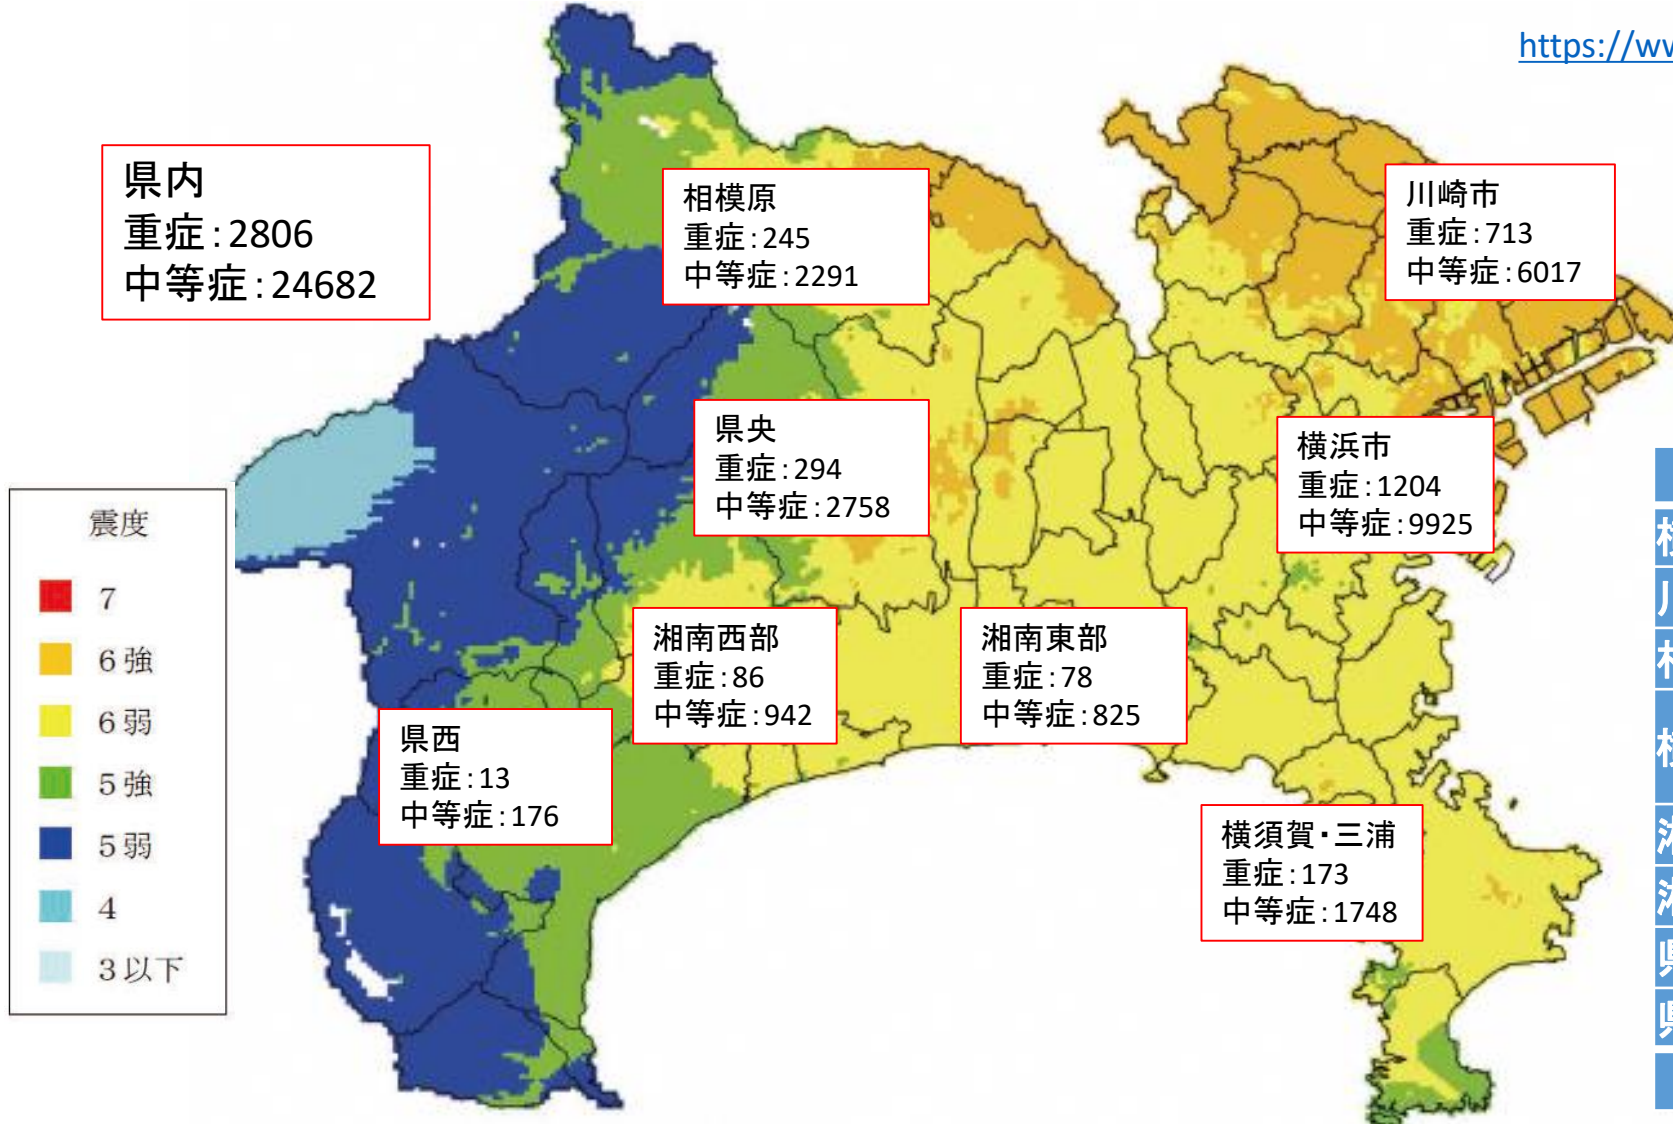 https://ww
県内
重症:2806
中等症:24682
相模原
重症:245
中等症:2291
川崎市
重症:713
中等症:6017
県央
重症:294
中等症:2758
横浜市
重症:1204
中等症:9925
震度
7
6強
6弱
5強
5弱
4
3以下
湘南西部
重症:86
中等症:942
湘南東部
重症:78
中等症:825
県西
重症:13
中等症:176
横須賀・三浦
重症:173
中等症:1748
川
県
県